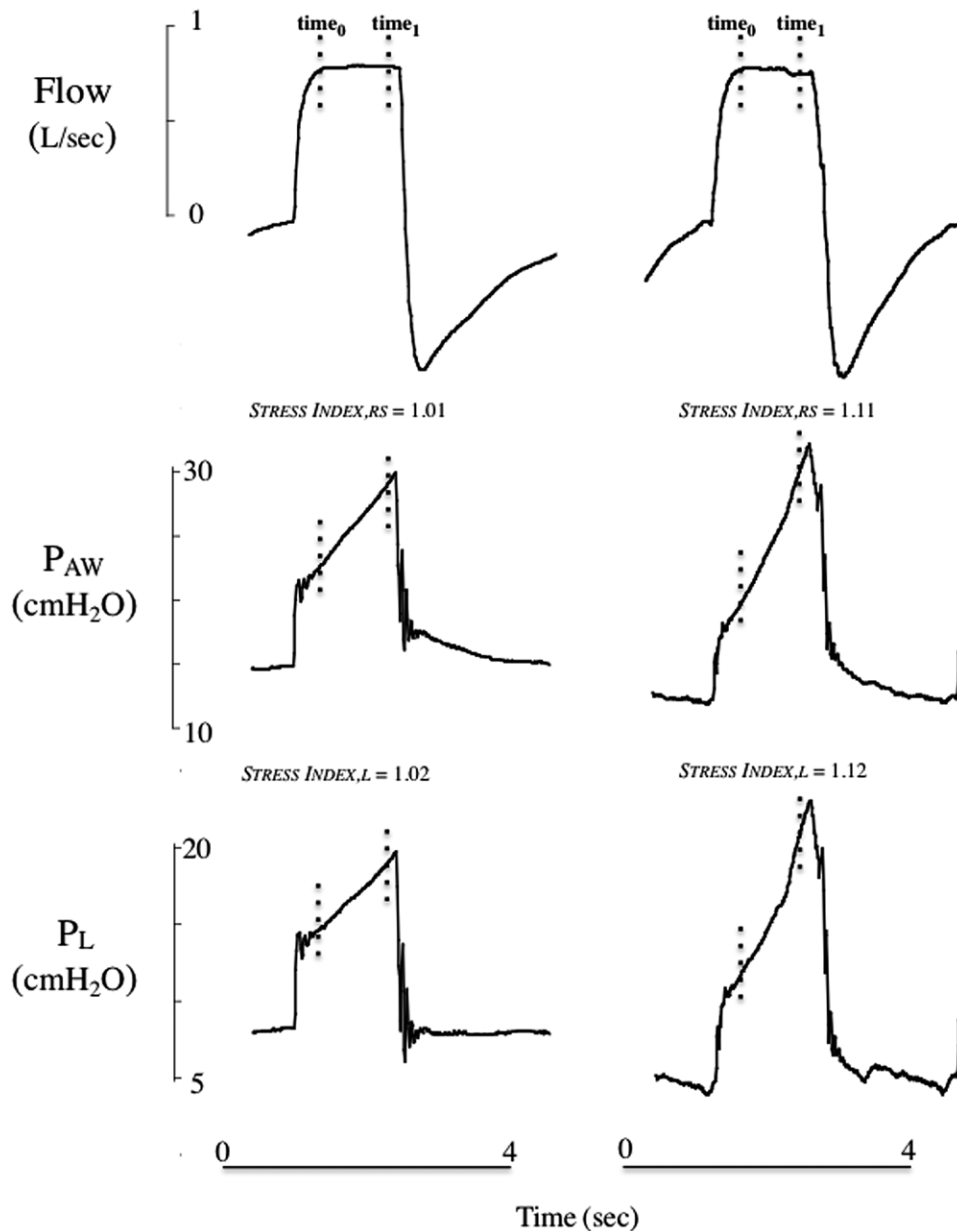 1
time₀ time₁ time₀ time₁
Flow
(L/sec)
0
STRESS INDEX,RS = 1.01 STRESS INDEX,RS = 1.11
30
P_AW
(cmH₂O)
10
STRESS INDEX,L = 1.02 STRESS INDEX,L = 1.12
20
P_L
(cmH₂O)
5
0 4 0 4
Time (sec)